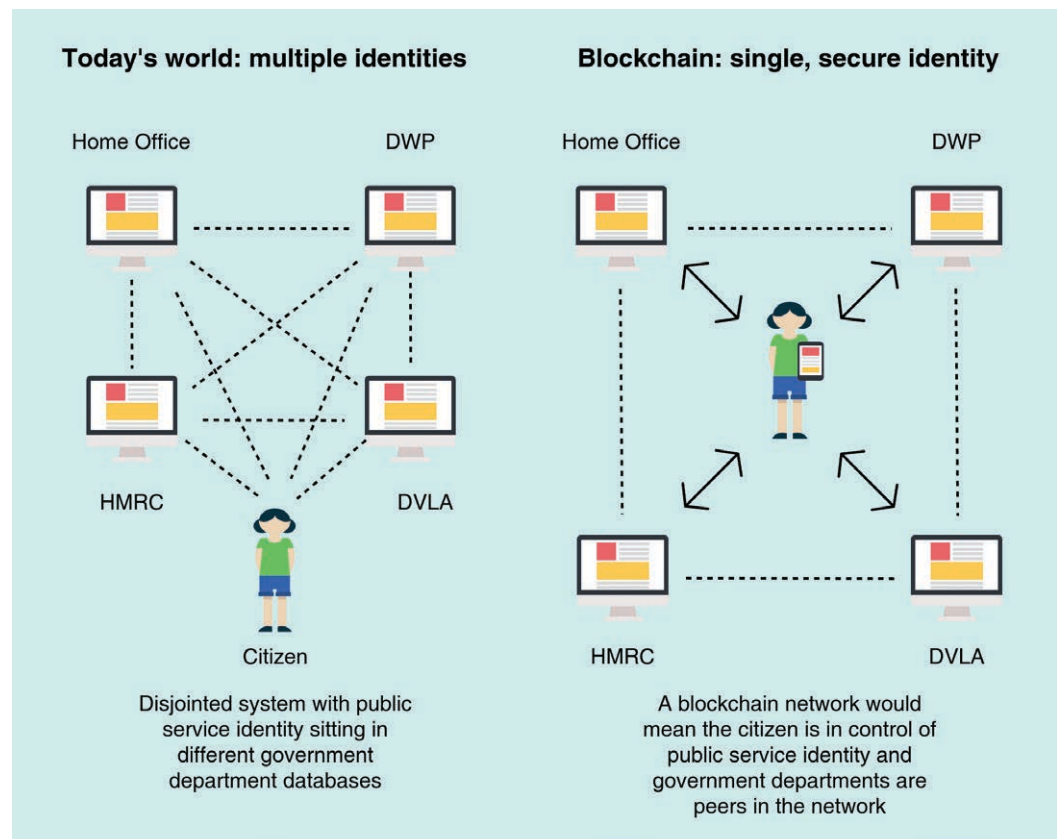 Today's world: multiple identities
Home Office
DWP
HMRC
DVLA
Citizen
Disjointed system with public
service identity sitting in
different government
department databases
Blockchain: single, secure identity
Home Office
DWP
HMRC
DVLA
A blockchain network would
mean the citizen is in control of
public service identity and
government departments are
peers in the network